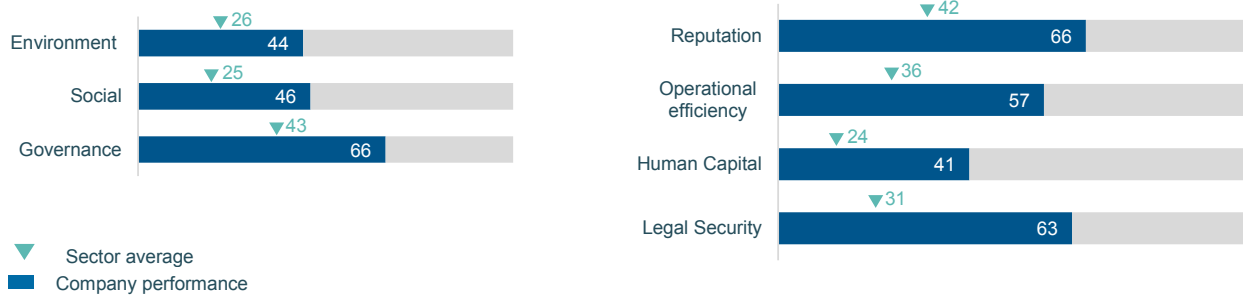 26
Environment
44
25
Social
46
43
Governance
66
Sector average
Company performance
42
Reputation
66
36
Operational
efficiency
57
24
Human Capital
41
31
Legal Security
63